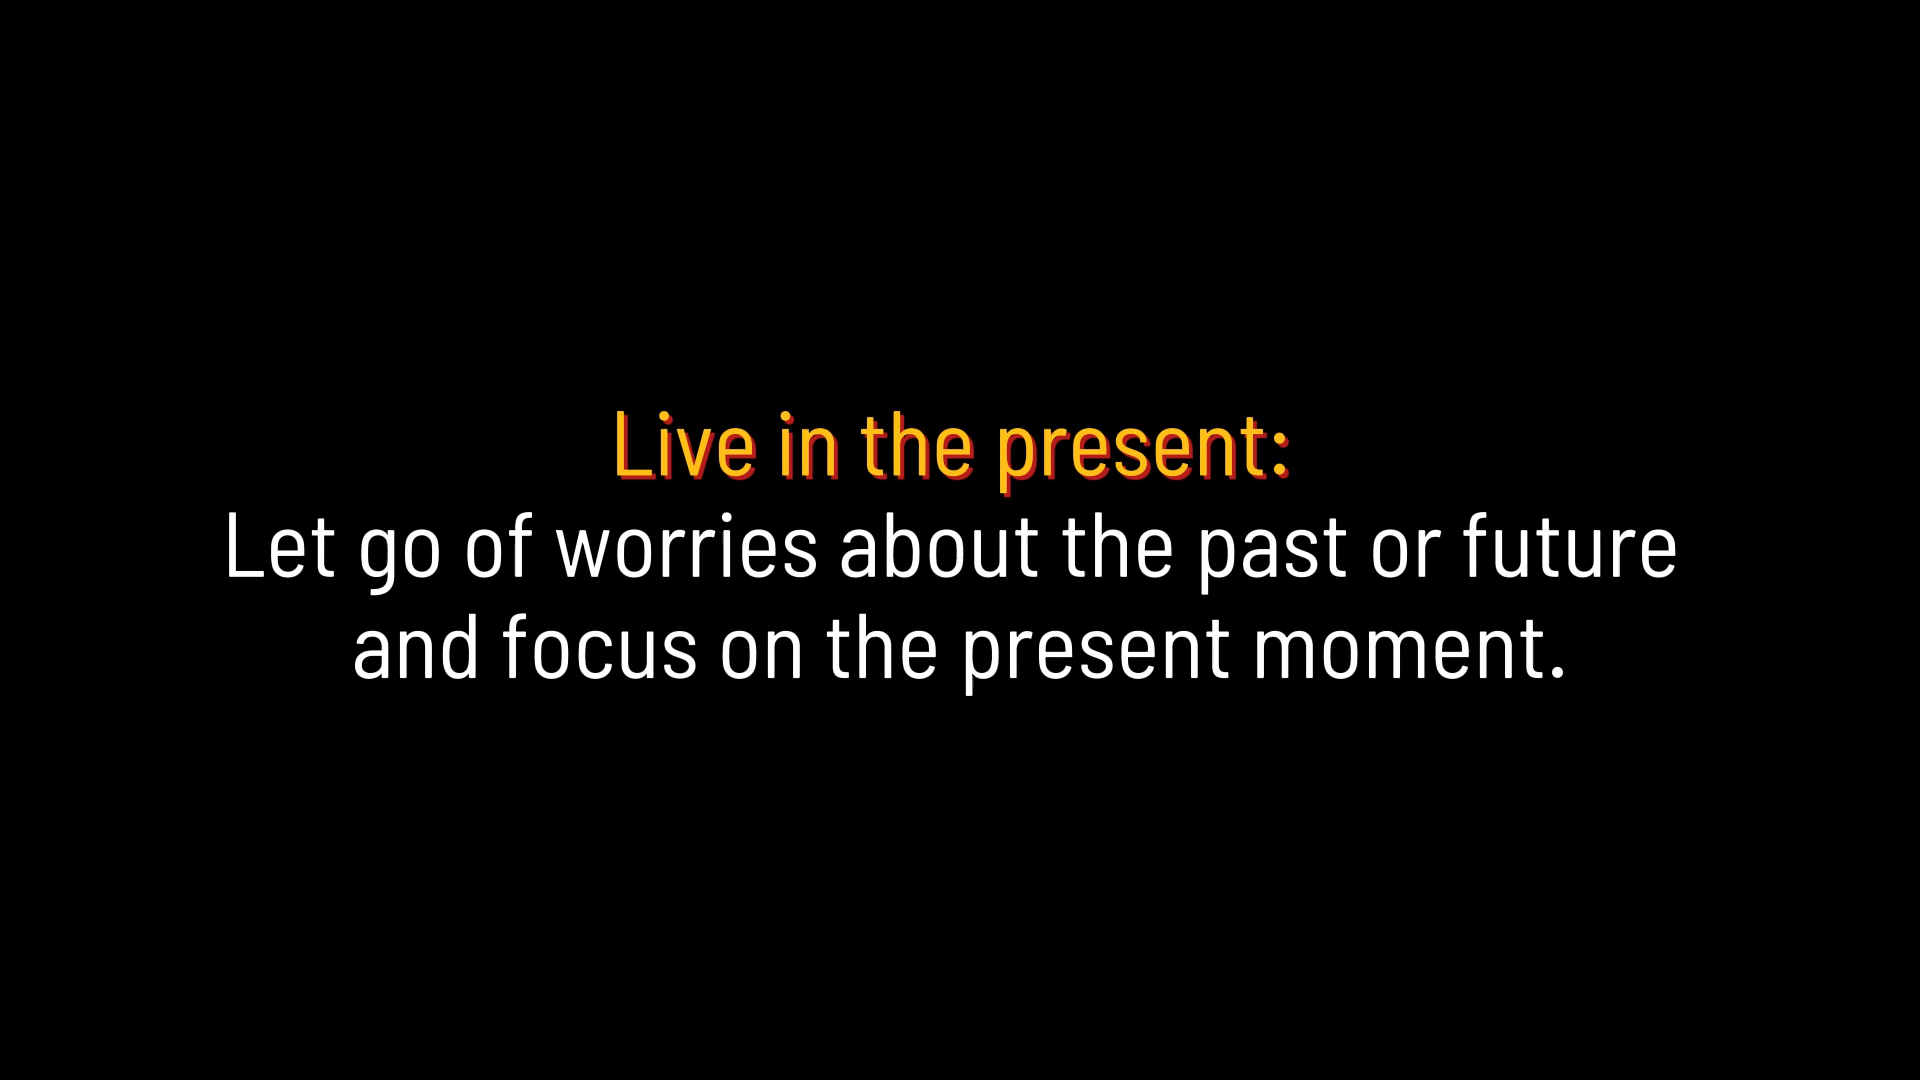 Live in the present:
Let go of worries about the past or future
and focus on the present moment.